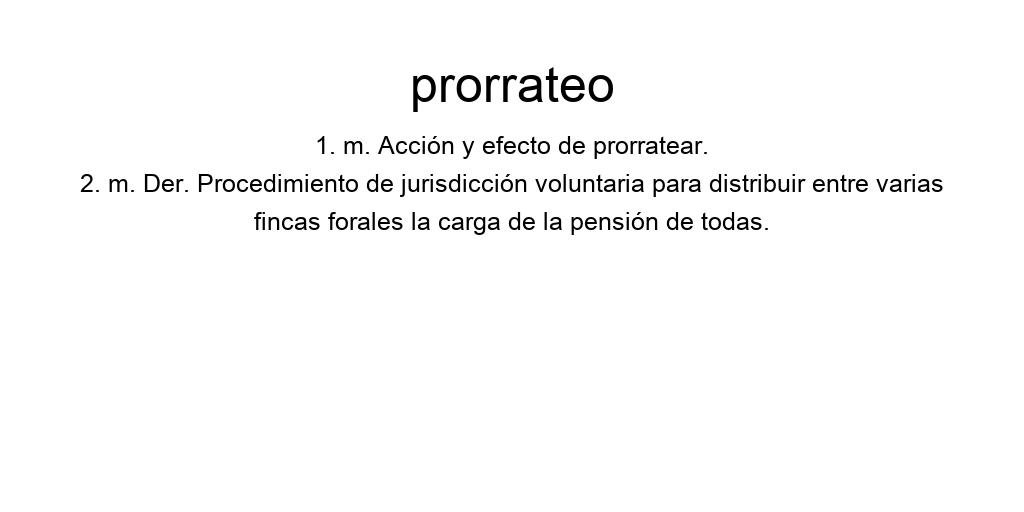 prorrateo
1. m. Acción y efecto de prorratear.
2. m. Der. Procedimiento de jurisdicción voluntaria para distribuir entre varias
fincas forales la carga de la pensión de todas.